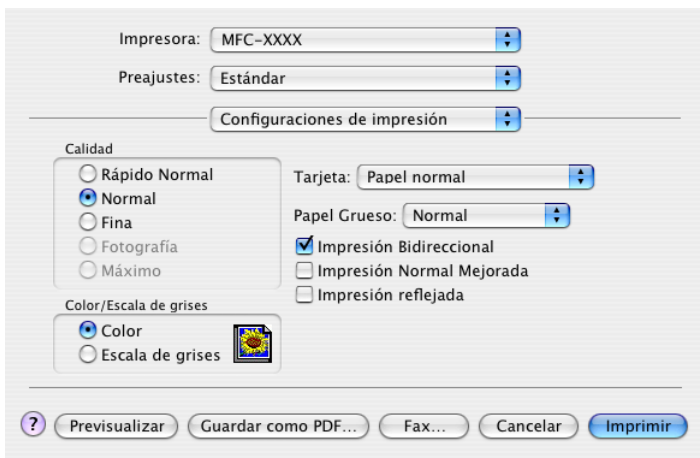 Impresora: MFC-XXXX
Preajustes: Estándar
Configuraciones de impresión
Calidad
Rápido Normal
Normal
Fina
Fotografía
Máximo
Tarjeta: Papel normal
Papel Grueso: Normal
Impresión Bidireccional
Impresión Normal Mejorada
Impresión reflejada
Color/Escala de grises
Color
Escala de grises
? Previsualizar Guardar como PDF... Fax... Cancelar Imprimir